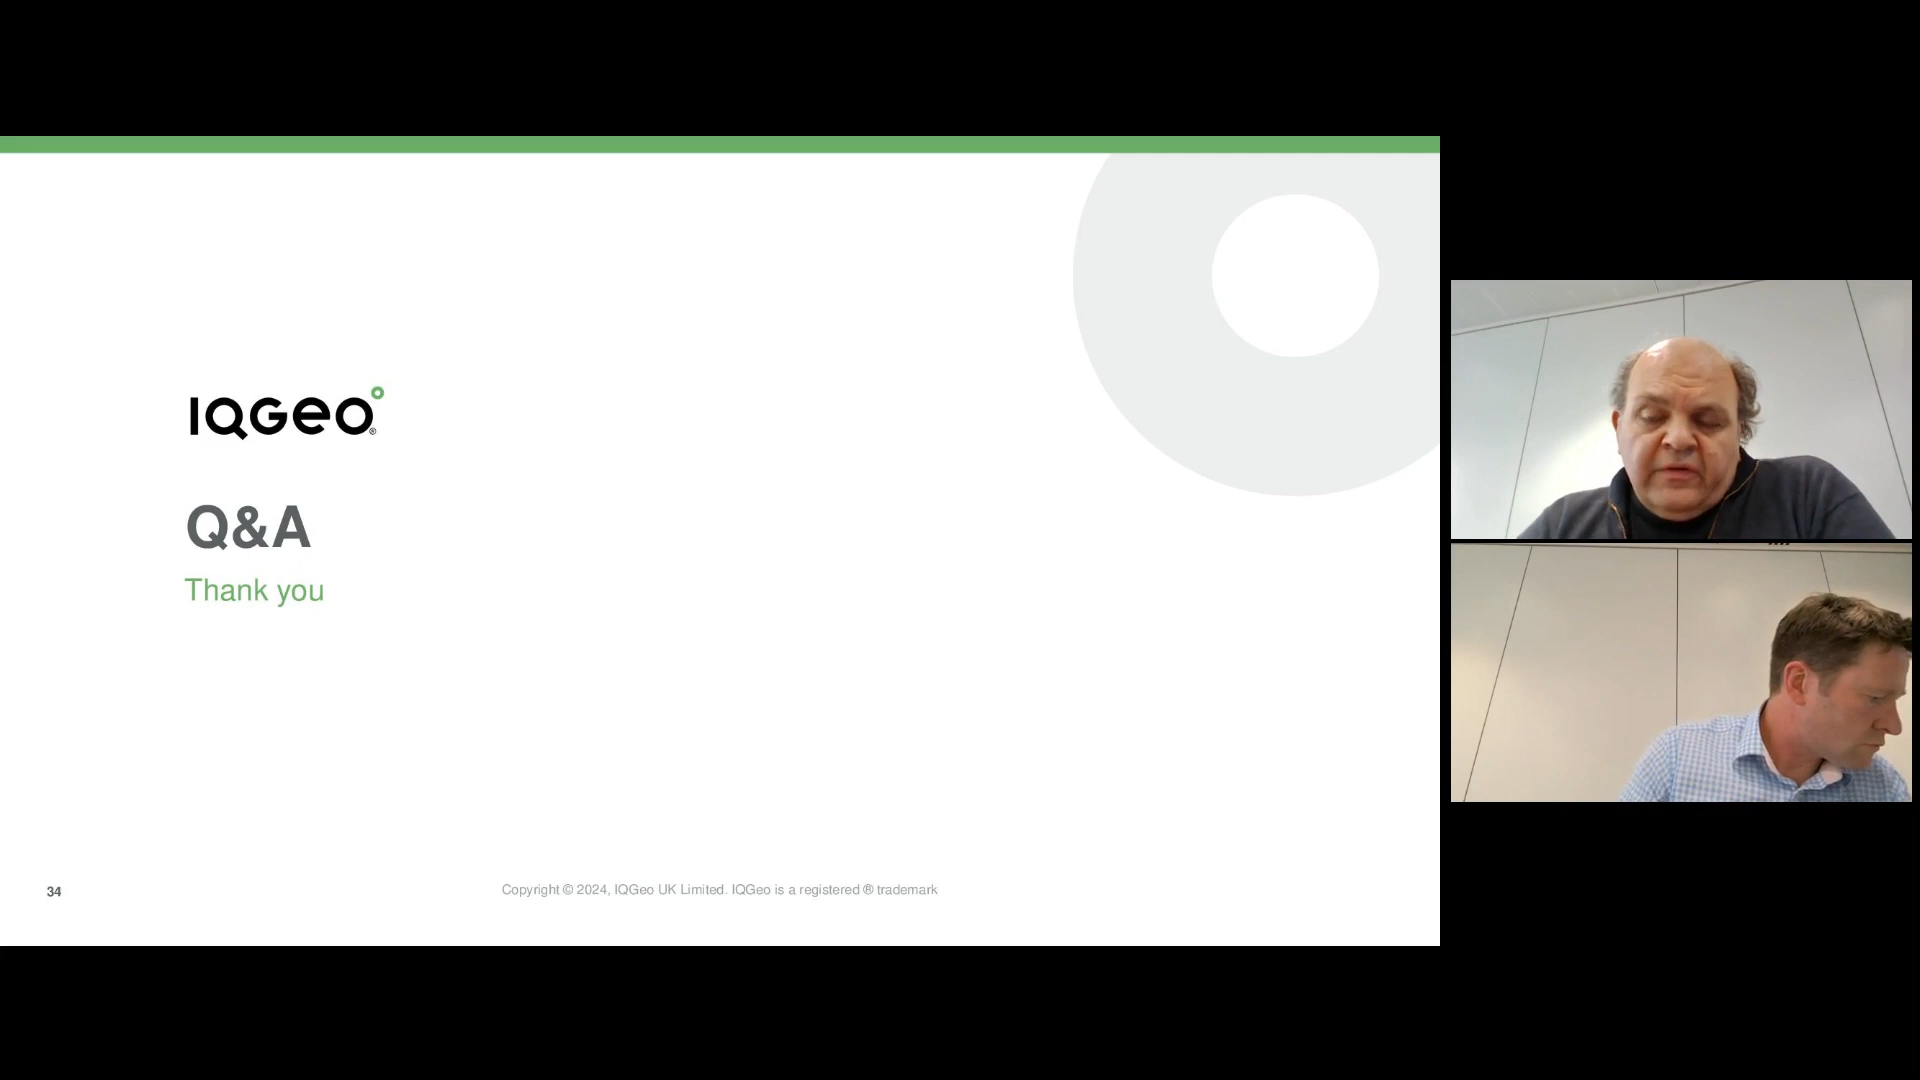 IQGeo®
Q&A
Thank you
34
Copyright © 2024, IQGeo UK Limited. IQGeo is a registered ® trademark